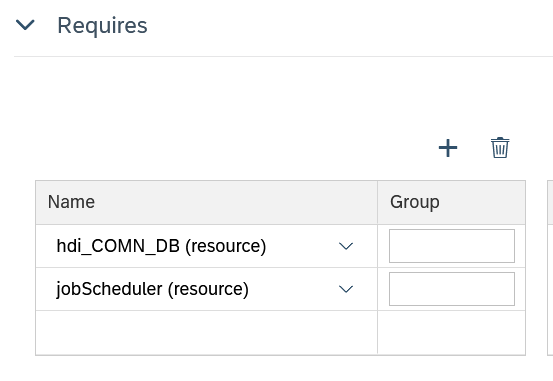 Requires
Name
Group
hdi_COMN_DB (resource)
jobScheduler (resource)